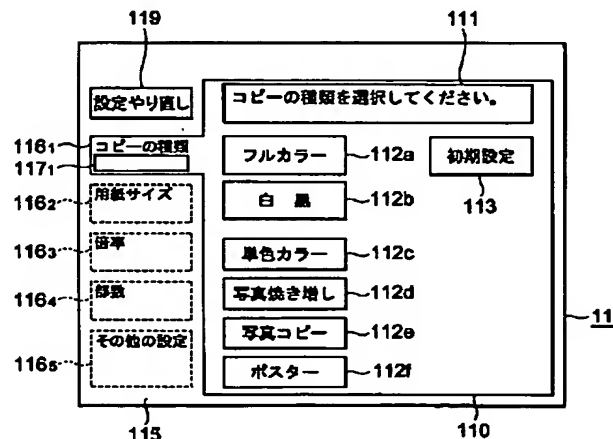 119
111
設定やり直し
コピーの種類を選択してください。
116₁
コピーの種類
117₁
フルカラー
112a
初期設定
113
116₂
用紙サイズ
白 黒
112b
116₃
倍率
単色カラー
112c
116₄
部数
写真焼き増し
112d
116₅
その他の設定
写真コピー
112e
11
ポスター
112f
115
110